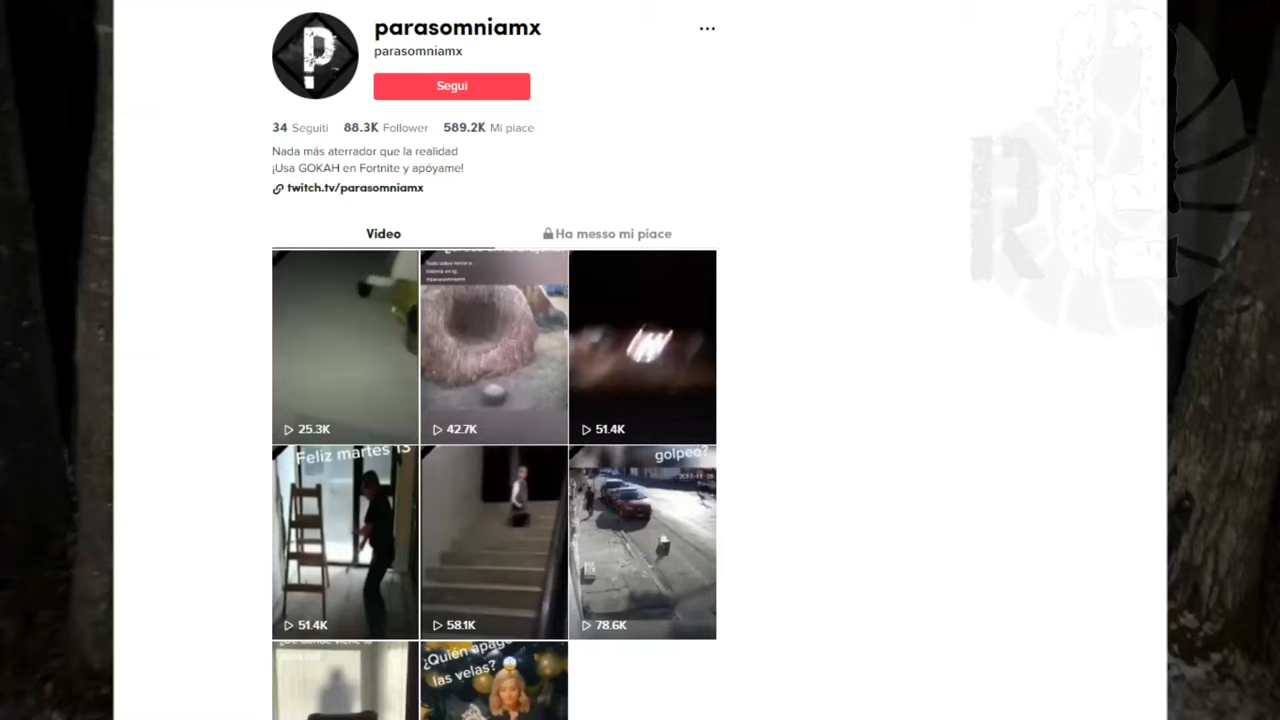 parasomniamx
parasomniamx
Segui
34 Seguiti 88.3K Follower 589.2K Mi piace
Nada más aterrador que la realidad
¡Usa GOKAH en Fortnite y apóyame!
twitch.tv/parasomniamx
Video
Ha messo mi piace
25.3K
42.7K
51.4K
Feliz martes 13
51.4K
58.1K
golpeó?
78.6K
¿Quién apagó
las velas?